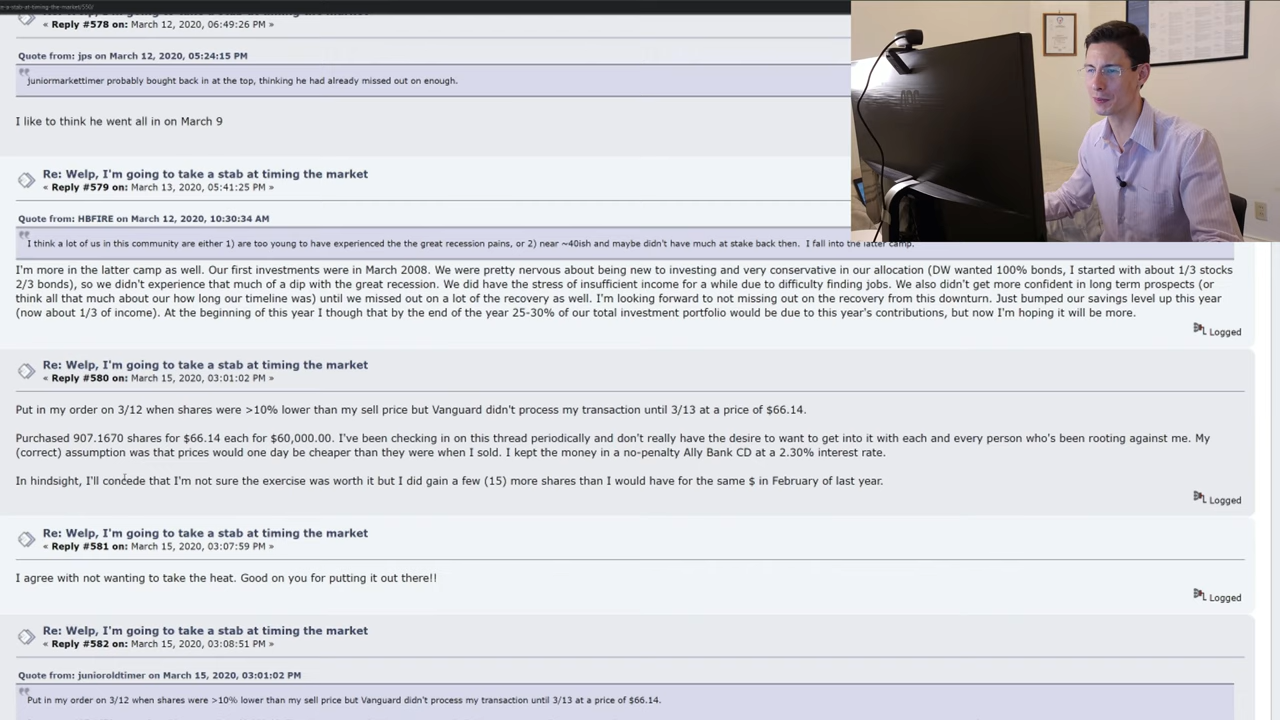 e-a-stab-at-timing-the-market/550/
« Reply #578 on: March 12, 2020, 06:49:26 PM »
Quote from: jps on March 12, 2020, 05:24:15 PM
juniormarkettimer probably bought back in at the top, thinking he had already missed out on enough.
I like to think he went all in on March 9
Re: Welp, I'm going to take a stab at timing the market
« Reply #579 on: March 13, 2020, 05:41:25 PM »
Quote from: HBFIRE on March 12, 2020, 10:30:34 AM
I think a lot of us in this community are either 1) are too young to have experienced the the great recession pains, or 2) near ~40ish and maybe didn't have much at stake back then. I fall into the latter camp.
I'm more in the latter camp as well. Our first investments were in March 2008. We were pretty nervous about being new to investing and very conservative in our allocation (DW wanted 100% bonds, I started with about 1/3 stocks
2/3 bonds), so we didn't experience that much of a dip with the great recession. We did have the stress of insufficient income for a while due to difficulty finding jobs. We also didn't get more confident in long term prospects (or
think all that much about our how long our timeline was) until we missed out on a lot of the recovery as well. I'm looking forward to not missing out on the recovery from this downturn. Just bumped our savings level up this year
(now about 1/3 of income). At the beginning of this year I though that by the end of the year 25-30% of our total investment portfolio would be due to this year's contributions, but now I'm hoping it will be more.
Logged
Re: Welp, I'm going to take a stab at timing the market
« Reply #580 on: March 15, 2020, 03:01:02 PM »
Put in my order on 3/12 when shares were >10% lower than my sell price but Vanguard didn't process my transaction until 3/13 at a price of $66.14.
Purchased 907.1670 shares for $66.14 each for $60,000.00. I've been checking in on this thread periodically and don't really have the desire to want to get into it with each and every person who's been rooting against me. My
(correct) assumption was that prices would one day be cheaper than they were when I sold. I kept the money in a no-penalty Ally Bank CD at a 2.30% interest rate.
In hindsight, I'll concede that I'm not sure the exercise was worth it but I did gain a few (15) more shares than I would have for the same $ in February of last year.
Logged
Re: Welp, I'm going to take a stab at timing the market
« Reply #581 on: March 15, 2020, 03:07:59 PM »
I agree with not wanting to take the heat. Good on you for putting it out there!!
Logged
Re: Welp, I'm going to take a stab at timing the market
« Reply #582 on: March 15, 2020, 03:08:51 PM »
Quote from: junioroldtimer on March 15, 2020, 03:01:02 PM
Put in my order on 3/12 when shares were >10% lower than my sell price but Vanguard didn't process my transaction until 3/13 at a price of $66.14.